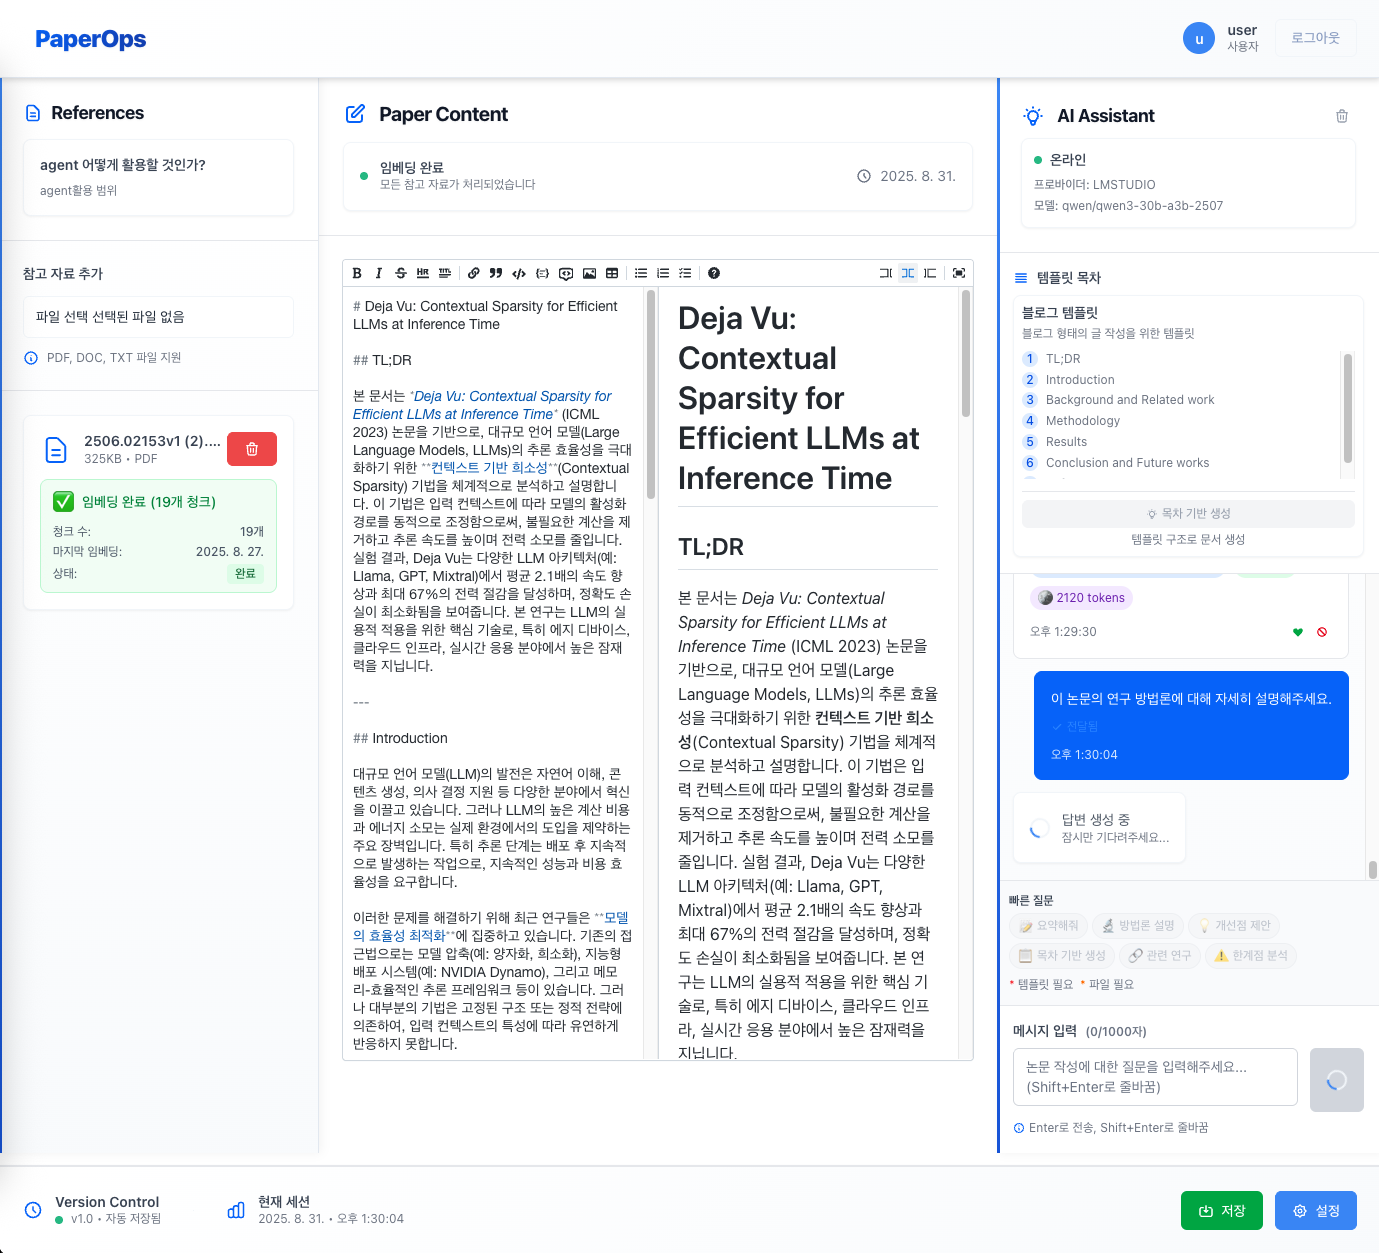 PaperOps
u
user
사용자
로그아웃
References
agent 어떻게 활용할 것인가?
agent활용 범위
참고 자료 추가
파일 선택 선택된 파일 없음
PDF, DOC, TXT 파일 지원
2506.02153v1 (2)....
325KB • PDF
임베딩 완료 (19개 청크)
청크 수: 19개
마지막 임베딩: 2025. 8. 27.
상태: 완료
Paper Content
임베딩 완료
모든 참고 자료가 처리되었습니다
2025. 8. 31.
B I S HR
# Deja Vu: Contextual Sparsity for Efficient
LLMs at Inference Time
## TL;DR
본 문서는 *Deja Vu: Contextual Sparsity for
Efficient LLMs at Inference Time* (ICML
2023) 논문을 기반으로, 대규모 언어 모델(Large
Language Models, LLMs)의 추론 효율성을 극대
화하기 위한 **컨텍스트 기반 희소성**(Contextual
Sparsity) 기법을 체계적으로 분석하고 설명합니
다. 이 기법은 입력 컨텍스트에 따라 모델의 활성화
경로를 동적으로 조정함으로써, 불필요한 계산을 제
거하고 추론 속도를 높이며 전력 소모를 줄입니다.
실험 결과, Deja Vu는 다양한 LLM 아키텍처(예:
Llama, GPT, Mixtral)에서 평균 2.1배의 속도 향
상과 최대 67%의 전력 절감을 달성하며, 정확도 손
실이 최소화됨을 보여줍니다. 본 연구는 LLM의 실
용적 적용을 위한 핵심 기술로, 특히 에지 디바이스,
클라우드 인프라, 실시간 응용 분야에서 높은 잠재
력을 지닙니다.
---
## Introduction
대규모 언어 모델(LLM)의 발전은 자연어 이해, 콘
텐츠 생성, 의사 결정 지원 등 다양한 분야에서 혁신
을 이끌고 있습니다. 그러나 LLM의 높은 계산 비용
과 에너지 소모는 실제 환경에서의 도입을 제약하는
주요 장벽입니다. 특히 추론 단계는 배포 후 지속적
으로 발생하는 작업으로, 지속적인 성능과 비용 효
율성을 요구합니다.
이러한 문제를 해결하기 위해 최근 연구들은 **모델
의 효율성 최적화**에 집중하고 있습니다. 기존의 접
근법으로는 모델 압축(예: 양자화, 희소화), 지능형
배포 시스템(예: NVIDIA Dynamo), 그리고 메모
리-효율적인 추론 프레임워크 등이 있습니다. 그러
나 대부분의 기법은 고정된 구조 또는 정적 전략에
의존하여, 입력 컨텍스트의 특성에 따라 유연하게
반응하지 못합니다.
Deja Vu:
Contextual
Sparsity for
Efficient LLMs at
Inference Time
TL;DR
본 문서는 Deja Vu: Contextual
Sparsity for Efficient LLMs at
Inference Time (ICML 2023) 논문을
기반으로, 대규모 언어 모델(Large
Language Models, LLMs)의 추론 효율
성을 극대화하기 위한 컨텍스트 기반 희소
성(Contextual Sparsity) 기법을 체계적
으로 분석하고 설명합니다. 이 기법은 입
력 컨텍스트에 따라 모델의 활성화 경로를
동적으로 조정함으로써, 불필요한 계산을
제거하고 추론 속도를 높이며 전력 소모를
줄입니다. 실험 결과, Deja Vu는 다양한
LLM 아키텍처(예: Llama, GPT,
Mixtral)에서 평균 2.1배의 속도 향상과
최대 67%의 전력 절감을 달성하며, 정확
도 손실이 최소화됨을 보여줍니다. 본 연
구는 LLM의 실용적 적용을 위한 핵심 기
술로, 특히 에지 디바이스, 클라우드 인프
라, 실시간 응용 분야에서 높은 잠재력을
지닙니다.
AI Assistant
온라인
프로바이더: LMSTUDIO
모델: qwen/qwen3-30b-a3b-2507
템플릿 목차
블로그 템플릿
블로그 형태의 글 작성을 위한 템플릿
1 TL;DR
2 Introduction
3 Background and Related work
4 Methodology
5 Results
6 Conclusion and Future works
목차 기반 생성
템플릿 구조로 문서 생성
2120 tokens
오후 1:29:30
이 논문의 연구 방법론에 대해 자세히 설명해주세요.
✓ 전달됨
오후 1:30:04
답변 생성 중
잠시만 기다려주세요...
빠른 질문
요약해줘 방법론 설명 개선점 제안
목차 기반 생성 관련 연구 한계점 분석
* 템플릿 필요 * 파일 필요
메시지 입력 (0/1000자)
논문 작성에 대한 질문을 입력해주세요...
(Shift+Enter로 줄바꿈)
Enter로 전송, Shift+Enter로 줄바꿈
Version Control
v1.0 • 자동 저장됨
현재 세션
2025. 8. 31. • 오후 1:30:04
저장
설정